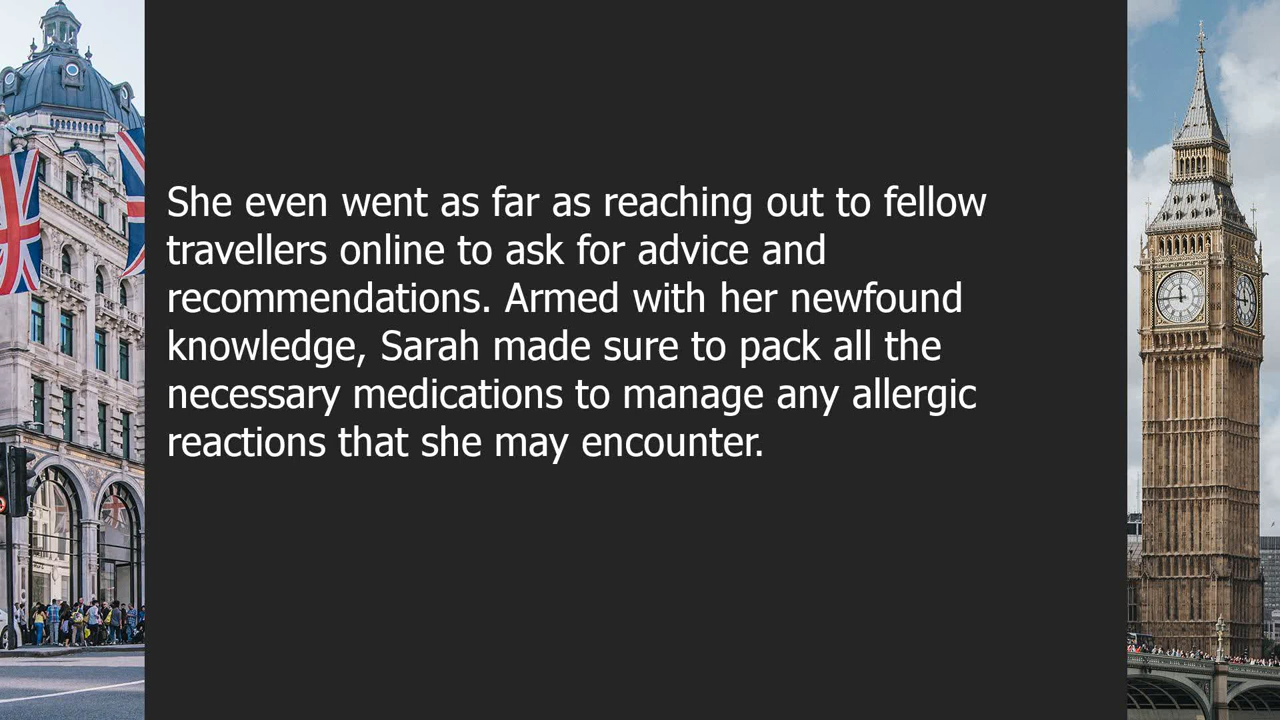 She even went as far as reaching out to fellow
travellers online to ask for advice and
recommendations. Armed with her newfound
knowledge, Sarah made sure to pack all the
necessary medications to manage any allergic
reactions that she may encounter.